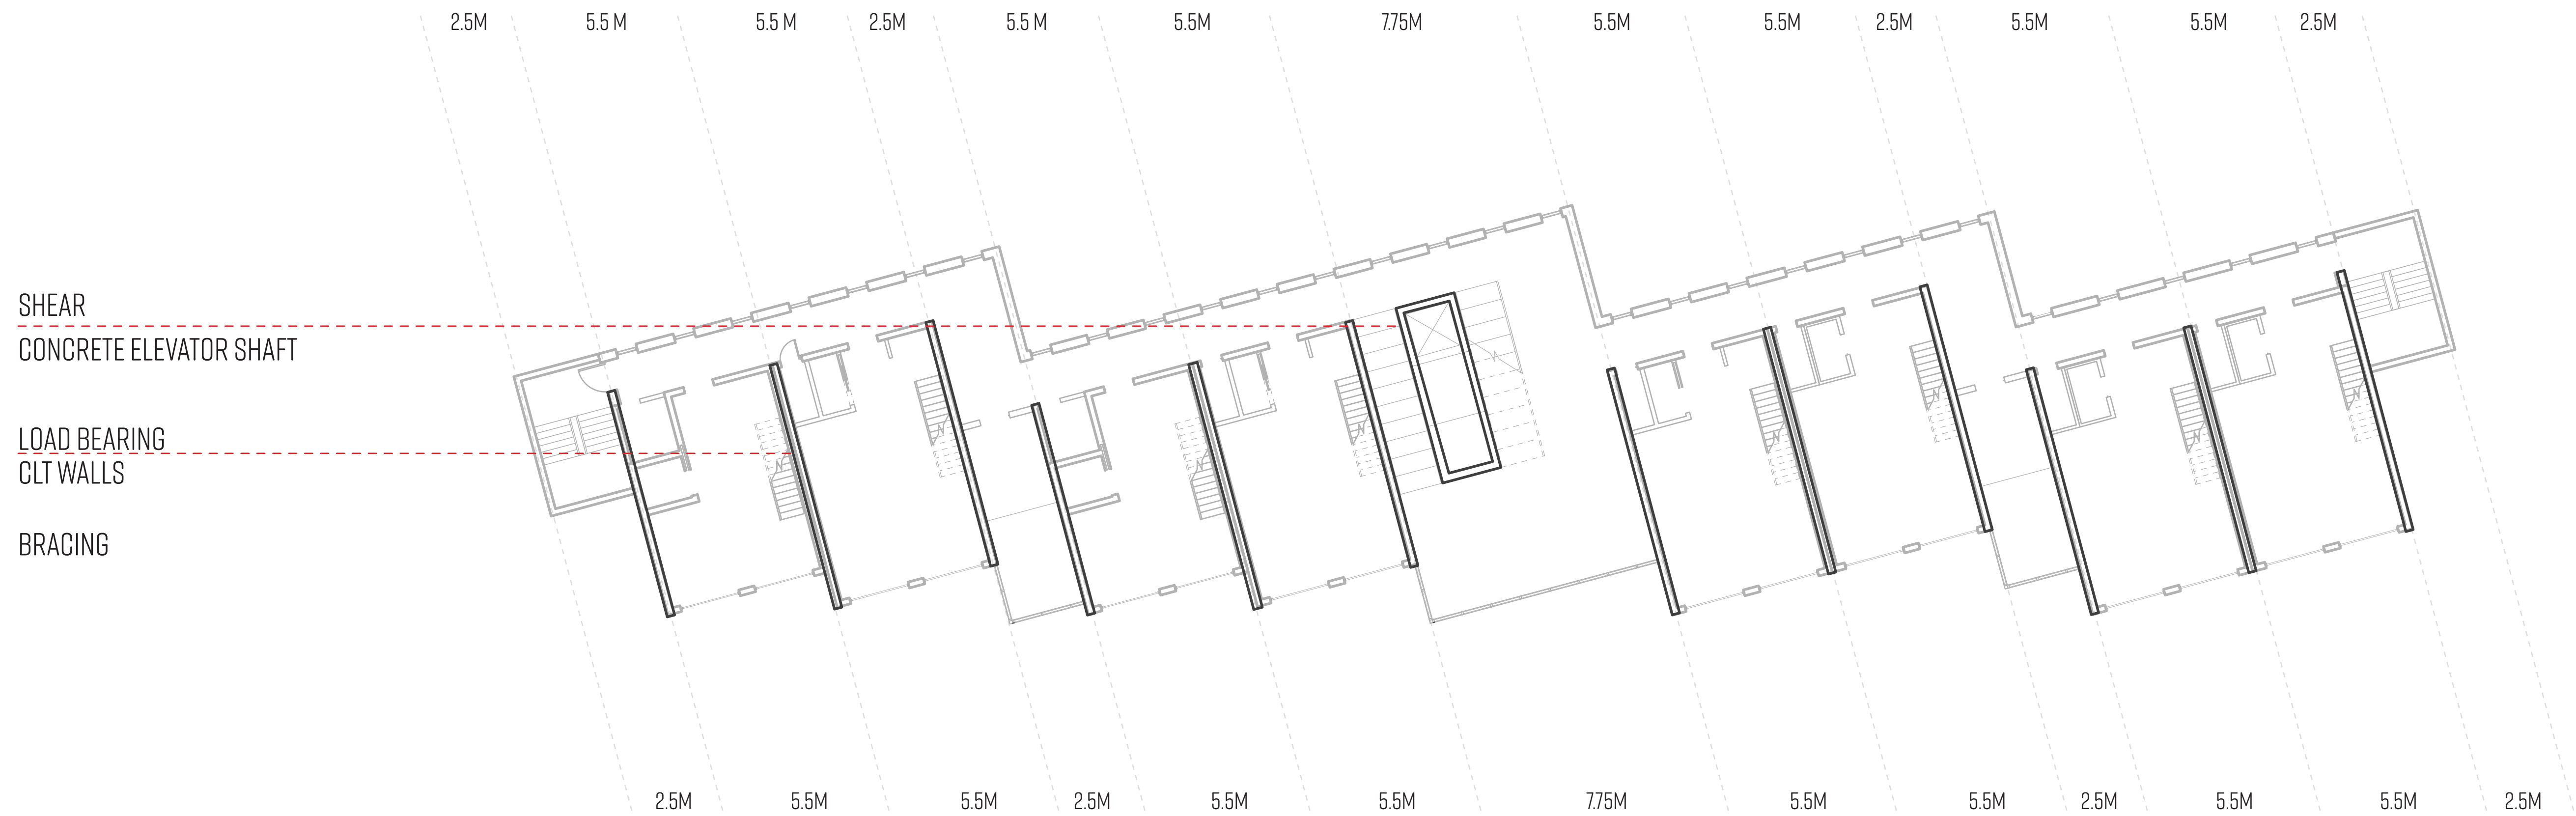 2.5M 5.5 M 5.5 M 2.5M 5.5 M 5.5M 7.75M 5.5M 5.5M 2.5M 5.5M 5.5M 2.5M
SHEAR
CONCRETE ELEVATOR SHAFT
LOAD BEARING
CLT WALLS
BRACING
2.5M 5.5M 5.5M 2.5M 5.5M 5.5M 7.75M 5.5M 5.5M 2.5M 5.5M 5.5M 2.5M